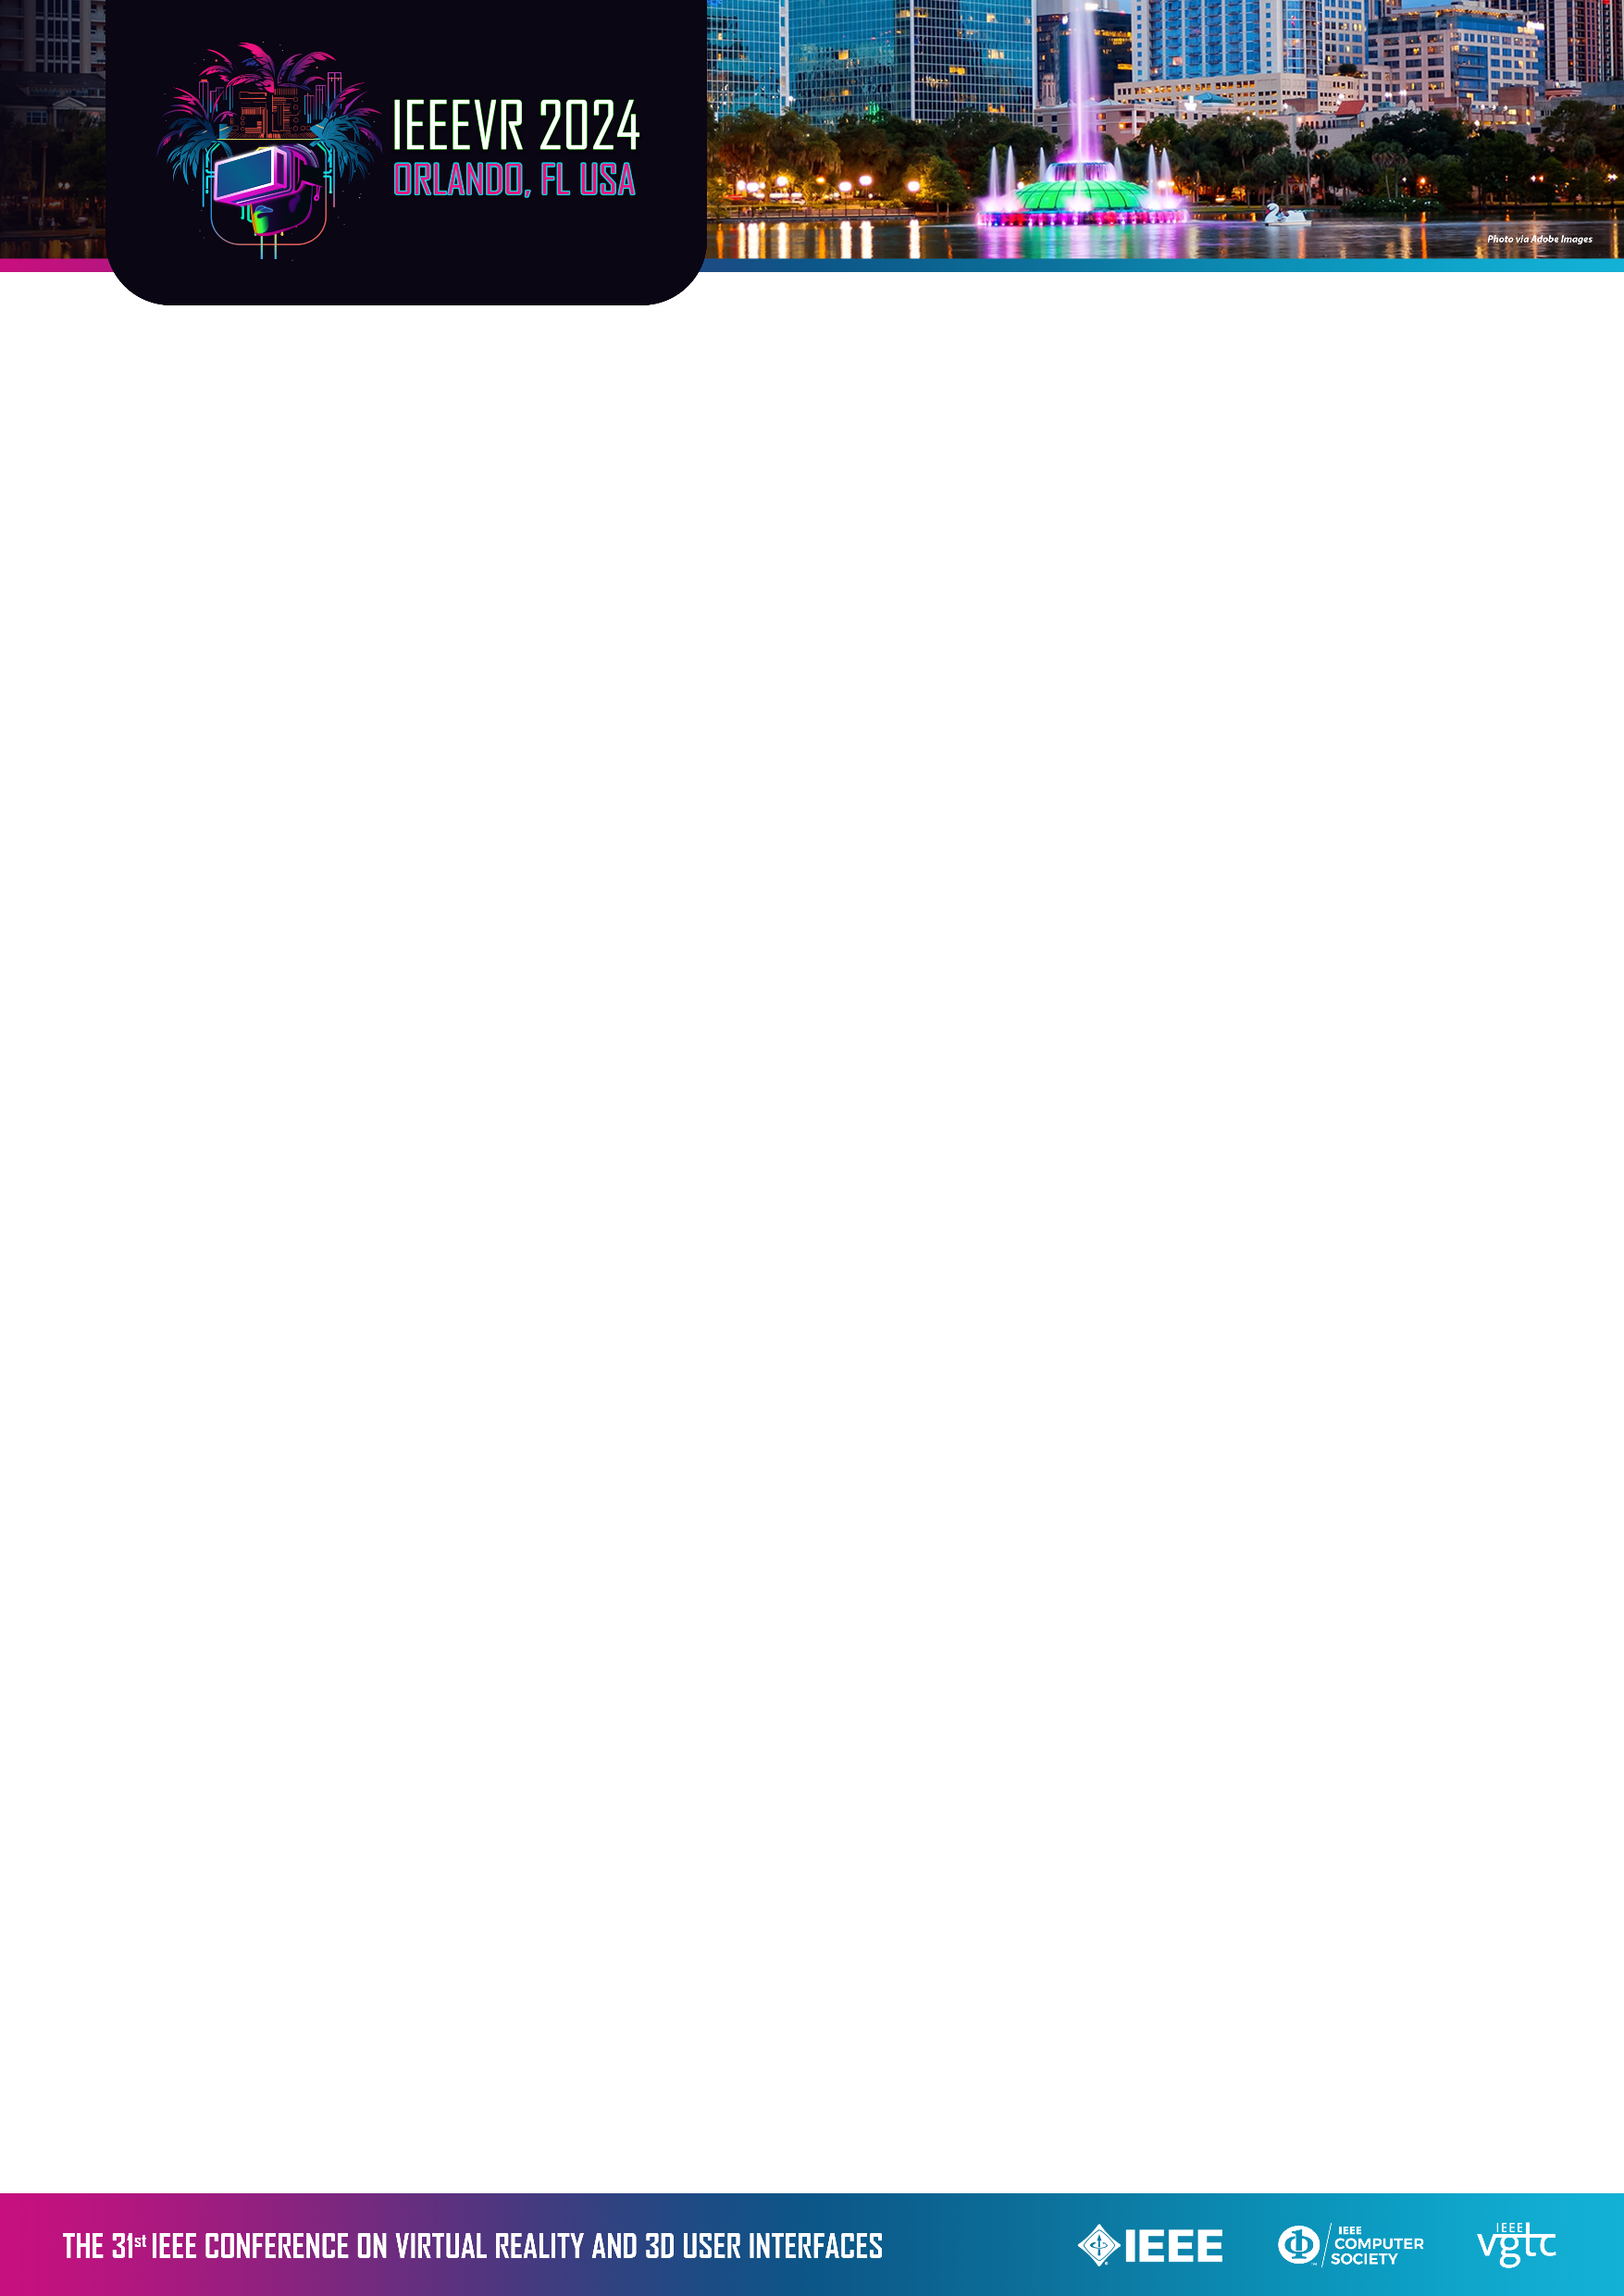 IEEEVR 2024
ORLANDO, FL USA
Photo via Adobe Images
THE 31st IEEE CONFERENCE ON VIRTUAL REALITY AND 3D USER INTERFACES
IEEE
IEEE
COMPUTER
SOCIETY
IEEE
vgtc